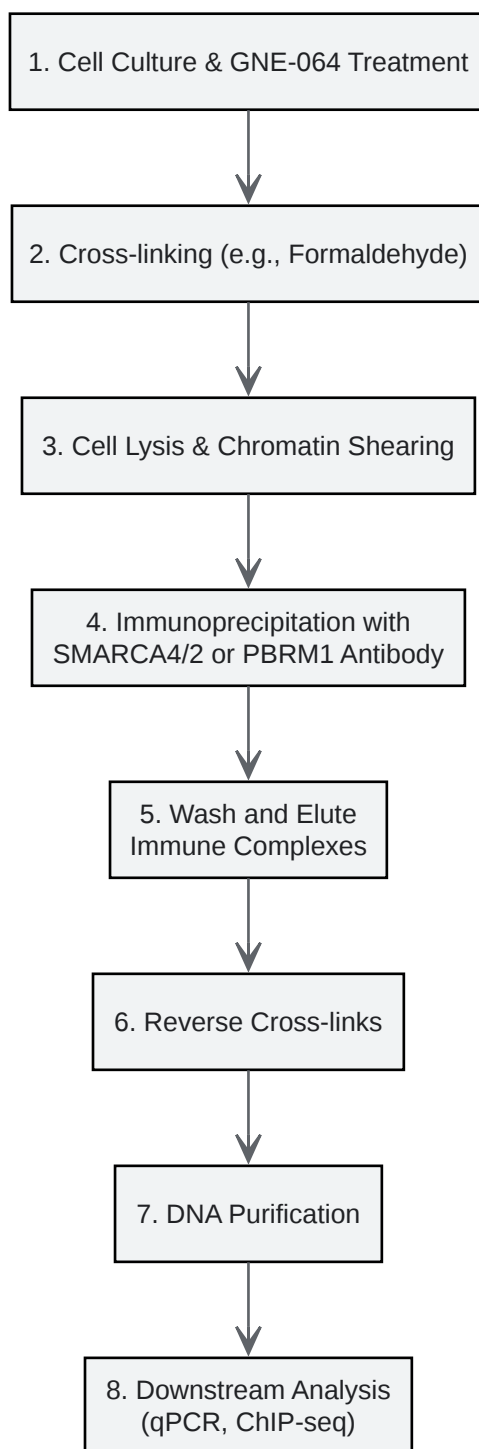 1. Cell Culture & GNE-064 Treatment
2. Cross-linking (e.g., Formaldehyde)
3. Cell Lysis & Chromatin Shearing
4. Immunoprecipitation with
SMARCA4/2 or PBRM1 Antibody
5. Wash and Elute
Immune Complexes
6. Reverse Cross-links
7. DNA Purification
8. Downstream Analysis
(qPCR, ChIP-seq)